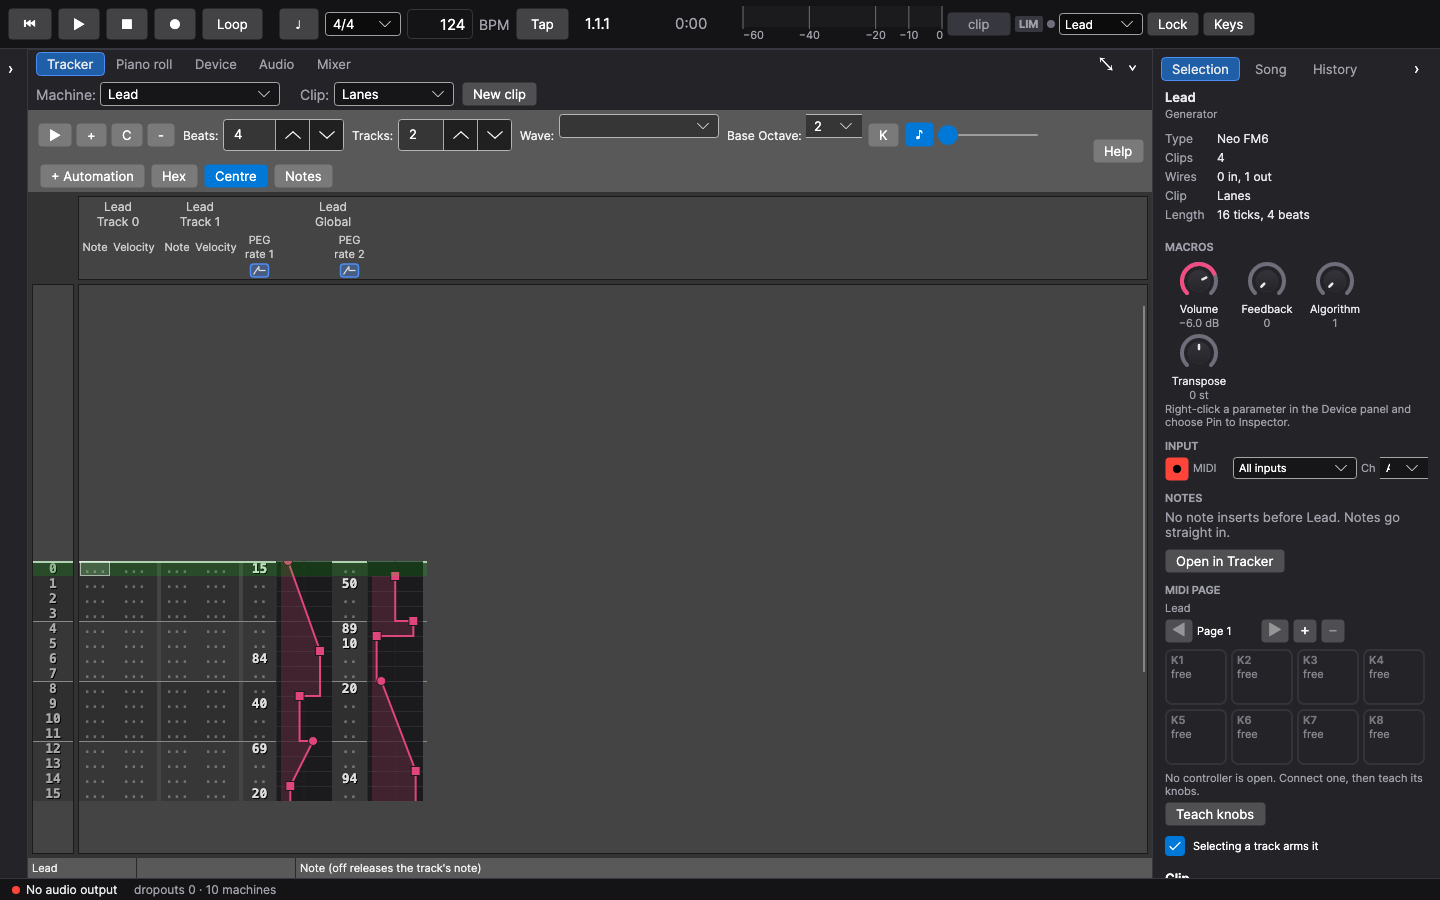 Loop
4/4
124 BPM
Tap
1.1.1
0:00
−60 −40 −20 −10 0
clip
LIM
Lead
Lock
Keys
Tracker Piano roll Device Audio Mixer
Machine: Lead Clip: Lanes New clip
+ C - Beats: 4 Tracks: 2 Wave: Base Octave: 2 K
Help
+ Automation Hex Centre Notes
Lead Lead Lead
Track 0 Track 1 Global
Note Velocity Note Velocity PEG rate 1 PEG rate 2
0 ... ... ... ... 15 ..
1 ... ... ... ... .. 50
2 ... ... ... ... .. ..
3 ... ... ... ... .. ..
4 ... ... ... ... .. 89
5 ... ... ... ... .. 10
6 ... ... ... ... 84 ..
7 ... ... ... ... .. ..
8 ... ... ... ... .. 20
9 ... ... ... ... 40 ..
10 ... ... ... ... .. ..
11 ... ... ... ... .. ..
12 ... ... ... ... 69 ..
13 ... ... ... ... .. ..
14 ... ... ... ... .. 94
15 ... ... ... ... 20 ..
Lead
Note (off releases the track's note)
No audio output dropouts 0 · 10 machines
Selection Song History
Lead
Generator
Type Neo FM6
Clips 4
Wires 0 in, 1 out
Clip Lanes
Length 16 ticks, 4 beats
MACROS
Volume Feedback Algorithm
−6.0 dB 0 1
Transpose
0 st
Right-click a parameter in the Device panel and
choose Pin to Inspector.
INPUT
MIDI All inputs Ch
NOTES
No note inserts before Lead. Notes go
straight in.
Open in Tracker
MIDI PAGE
Lead
Page 1 + −
K1 K2 K3 K4
free free free free
K5 K6 K7 K8
free free free free
No controller is open. Connect one, then teach its
knobs.
Teach knobs
Selecting a track arms it
Clip